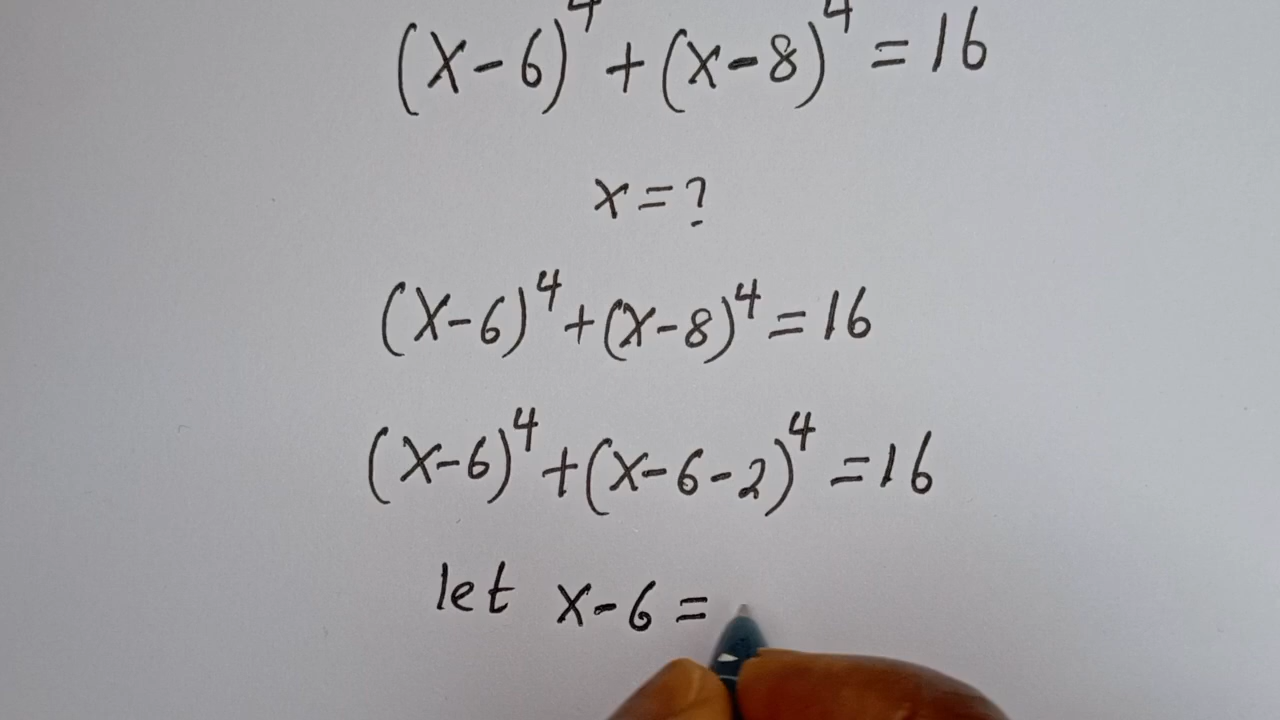 (x-6)⁴+(x-8)⁴=16
x=?
(x-6)⁴+(x-8)⁴=16
(x-6)⁴+(x-6-2)⁴=16
let x-6=